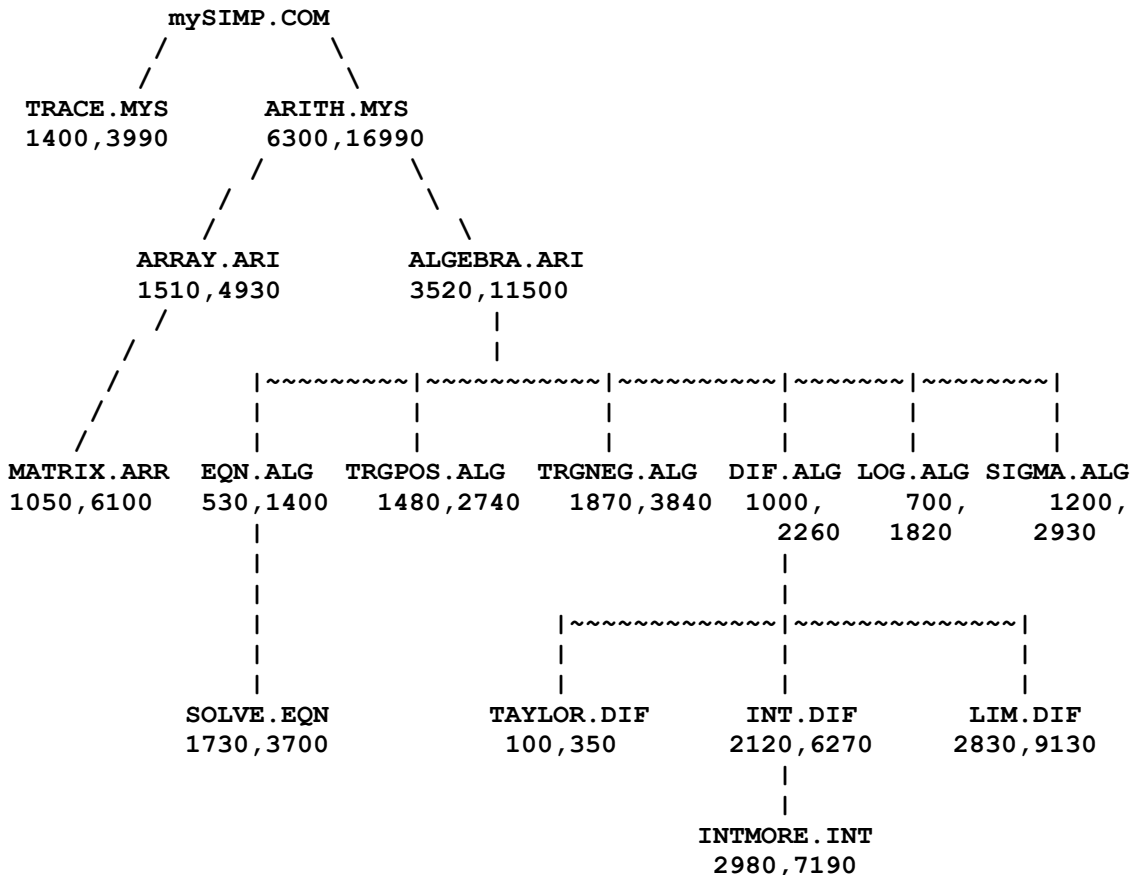 mySIMP.COM
TRACE.MYS ARITH.MYS
1400,3990 6300,16990
ARRAY.ARI ALGEBRA.ARI
1510,4930 3520,11500
MATRIX.ARR EQN.ALG TRGPOS.ALG TRGNEG.ALG DIF.ALG LOG.ALG SIGMA.ALG
1050,6100 530,1400 1480,2740 1870,3840 1000, 700, 1200,
2260 1820 2930
SOLVE.EQN TAYLOR.DIF INT.DIF LIM.DIF
1730,3700 100,350 2120,6270 2830,9130
INTMORE.INT
2980,7190